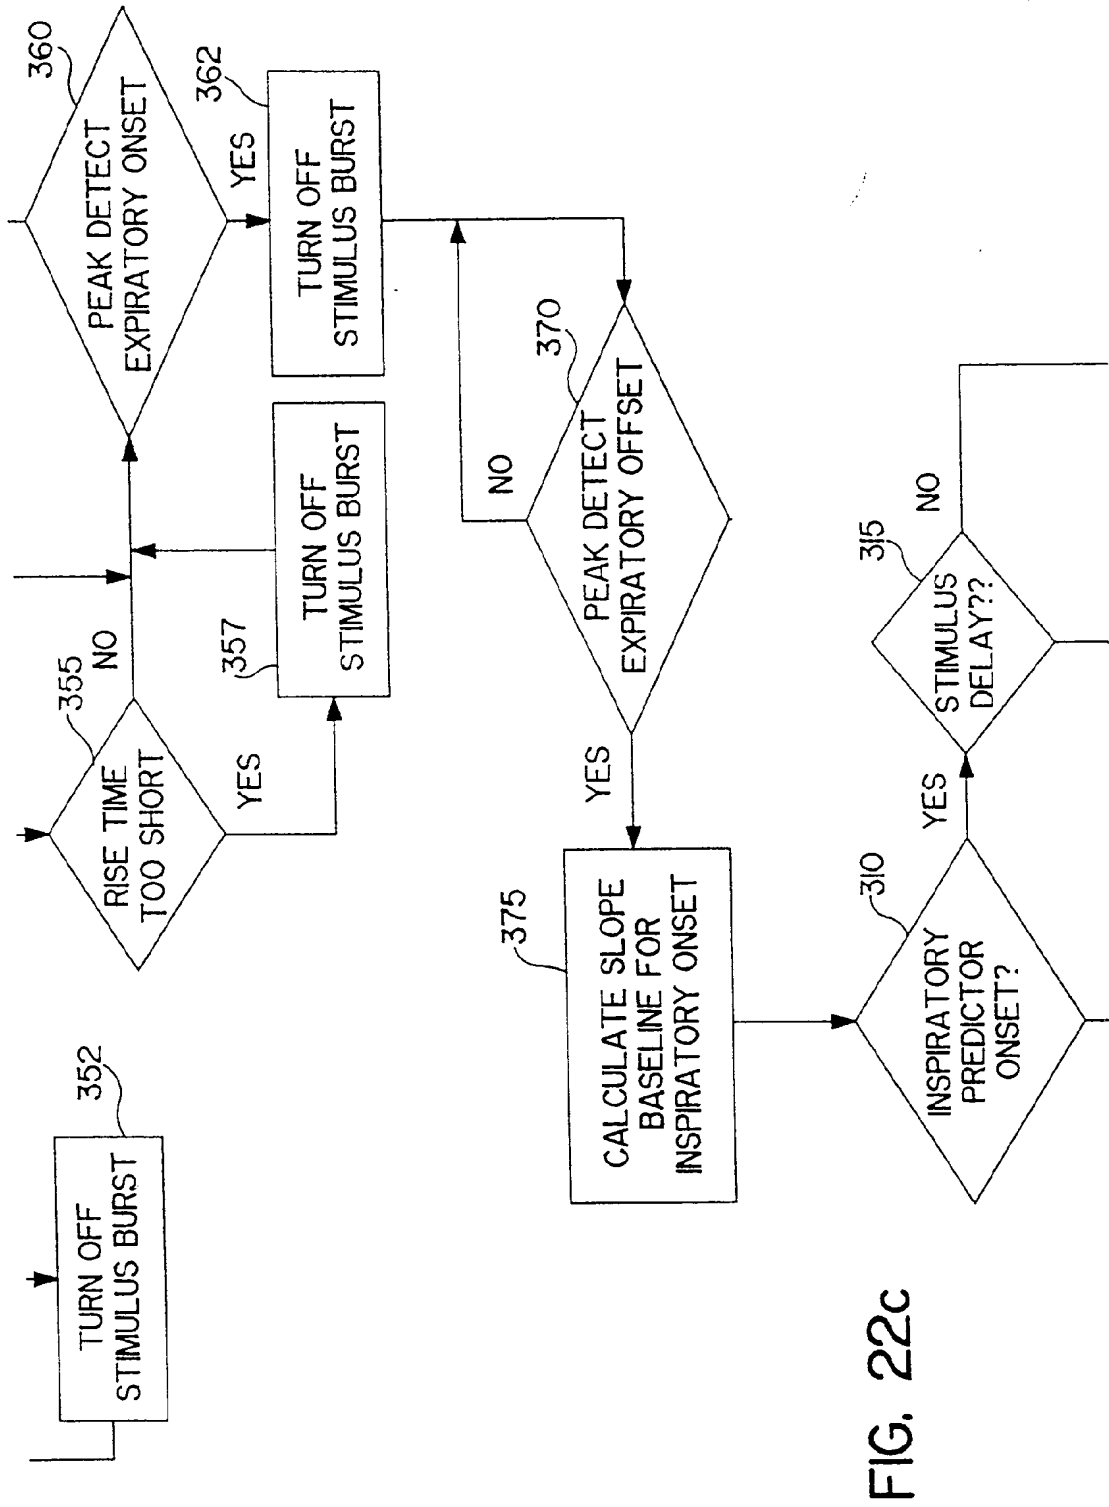 352
TURN OFF
STIMULUS BURST
355
RISE TIME
TOO SHORT
NO
YES
357
TURN OFF
STIMULUS BURST
360
PEAK DETECT
EXPIRATORY ONSET
YES
362
TURN OFF
STIMULUS BURST
370
PEAK DETECT
EXPIRATORY OFFSET
NO
YES
375
CALCULATE SLOPE
BASELINE FOR
INSPIRATORY ONSET
310
INSPIRATORY
PREDICTOR
ONSET?
YES
315
STIMULUS
DELAY??
NO
FIG. 22c